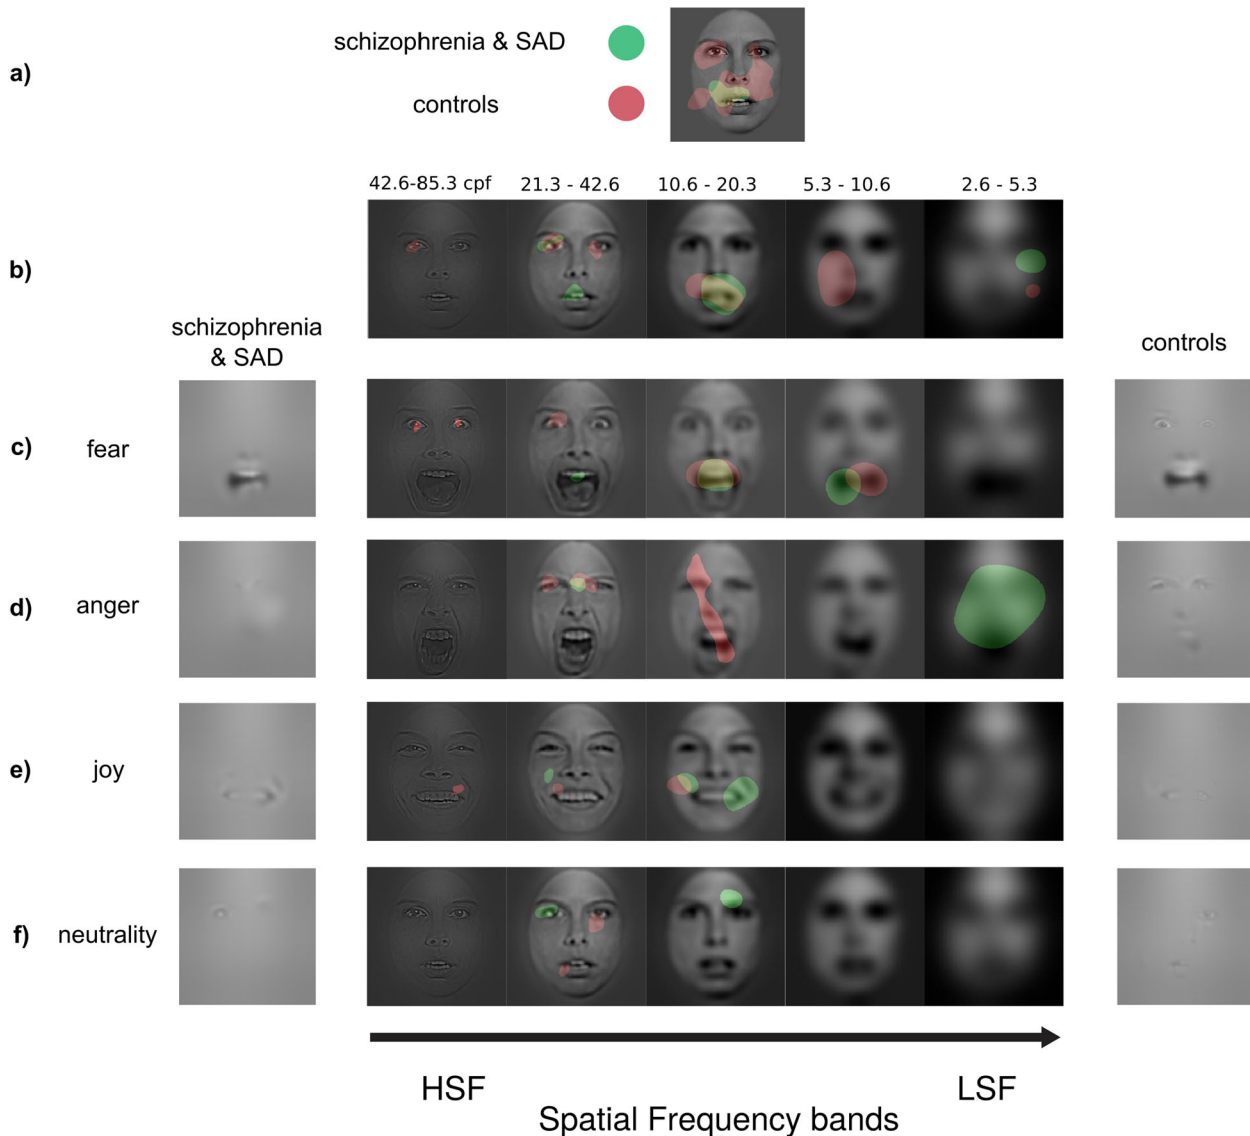 a)
schizophrenia & SAD
controls
42.6-85.3 cpf
21.3 - 42.6
10.6 - 20.3
5.3 - 10.6
2.6 - 5.3
b)
schizophrenia
& SAD
controls
c)
fear
d)
anger
e)
joy
f)
neutrality
HSF
LSF
Spatial Frequency bands